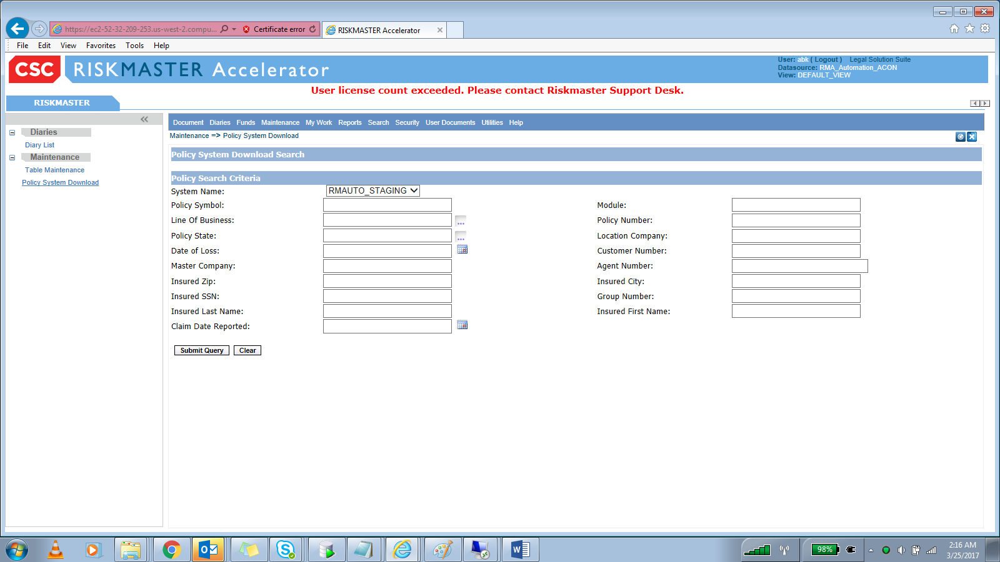 https://ec2-52-32-209-253.us-west-2.compu... Certificate error RISKMASTER Accelerator
File Edit View Favorites Tools Help
CSC RISKMASTER Accelerator
User: abk ( Logout ) Legal Solution Suite
Datasource: RMA_Automation_ACON
View: DEFAULT_VIEW
User license count exceeded. Please contact Riskmaster Support Desk.
RISKMASTER
Diaries
Diary List
Maintenance
Table Maintenance
Policy System Download
Document Diaries Funds Maintenance My Work Reports Search Security User Documents Utilities Help
Maintenance => Policy System Download
Policy System Download Search
Policy Search Criteria
System Name: RMAUTO_STAGING
Policy Symbol: Module:
Line Of Business: ... Policy Number:
Policy State: ... Location Company:
Date of Loss: Customer Number:
Master Company: Agent Number:
Insured Zip: Insured City:
Insured SSN: Group Number:
Insured Last Name: Insured First Name:
Claim Date Reported:
Submit Query Clear
98%
2:16 AM
3/25/2017